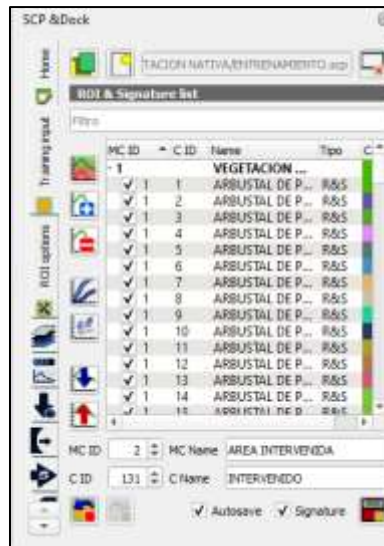 SCP &Dock
Home
Training input
ROI options
TACION NATIVA/ENTRENAMIENTO.scp
ROI & Signature list
Filtro
MC ID C ID Name Tipo C
- 1 VEGETACION ...
1 1 ARBUSTAL DE P... R&S
1 2 ARBUSTAL DE P... R&S
1 3 ARBUSTAL DE P... R&S
1 4 ARBUSTAL DE P... R&S
1 5 ARBUSTAL DE P... R&S
1 6 ARBUSTAL DE P... R&S
1 7 ARBUSTAL DE P... R&S
1 8 ARBUSTAL DE P... R&S
1 9 ARBUSTAL DE P... R&S
1 10 ARBUSTAL DE P... R&S
1 11 ARBUSTAL DE P... R&S
1 12 ARBUSTAL DE P... R&S
1 13 ARBUSTAL DE P... R&S
1 14 ARBUSTAL DE P... R&S
1 15 ARBUSTAL DE P... R&S
MC ID 2 MC Name AREA INTERVENIDA
C ID 131 C Name INTERVENIDO
Autosave Signature